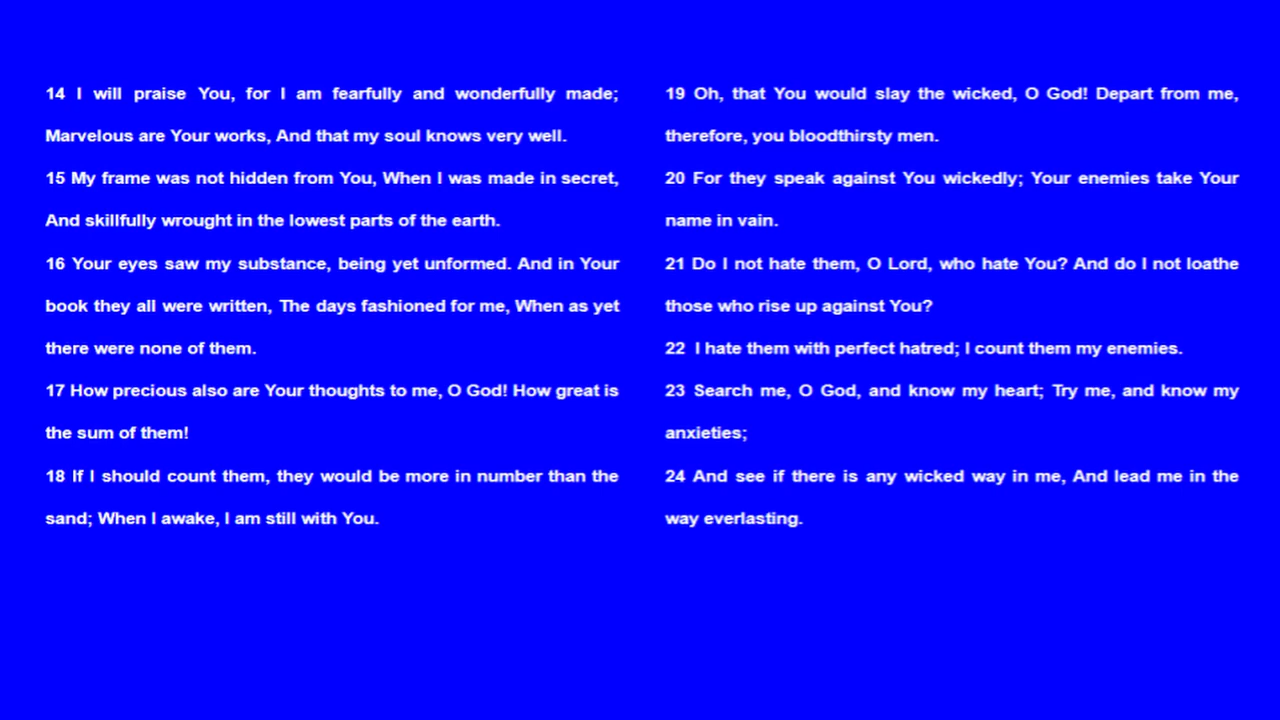 14 I will praise You, for I am fearfully and wonderfully made;
Marvelous are Your works, And that my soul knows very well.
15 My frame was not hidden from You, When I was made in secret,
And skillfully wrought in the lowest parts of the earth.
16 Your eyes saw my substance, being yet unformed. And in Your
book they all were written, The days fashioned for me, When as yet
there were none of them.
17 How precious also are Your thoughts to me, O God! How great is
the sum of them!
18 If I should count them, they would be more in number than the
sand; When I awake, I am still with You.
19 Oh, that You would slay the wicked, O God! Depart from me,
therefore, you bloodthirsty men.
20 For they speak against You wickedly; Your enemies take Your
name in vain.
21 Do I not hate them, O Lord, who hate You? And do I not loathe
those who rise up against You?
22 I hate them with perfect hatred; I count them my enemies.
23 Search me, O God, and know my heart; Try me, and know my
anxieties;
24 And see if there is any wicked way in me, And lead me in the
way everlasting.